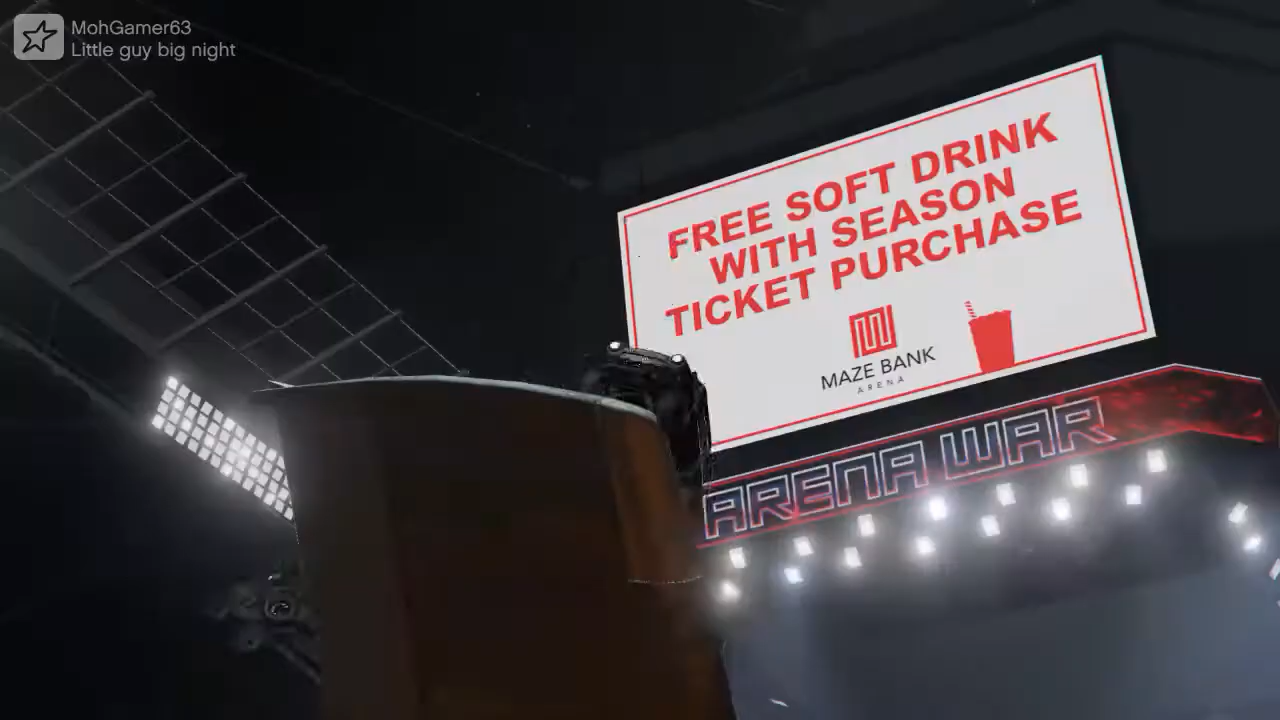 MohGamer63
Little guy big night
FREE SOFT DRINK
WITH SEASON
TICKET PURCHASE
MAZE BANK
ARENA
ARENA WAR